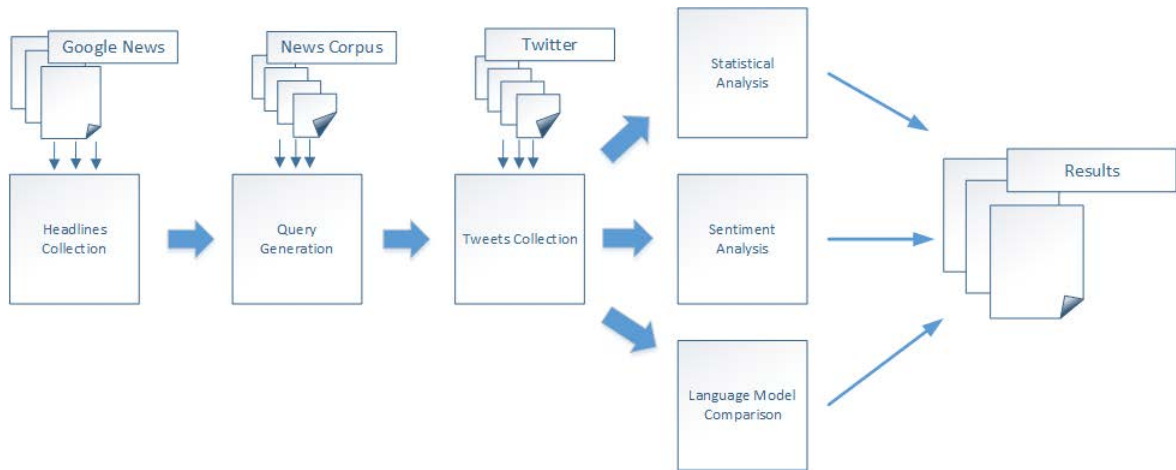 Google News
News Corpus
Twitter
Headlines
Collection
Query
Generation
Tweets Collection
Statistical
Analysis
Sentiment
Analysis
Language Model
Comparison
Results